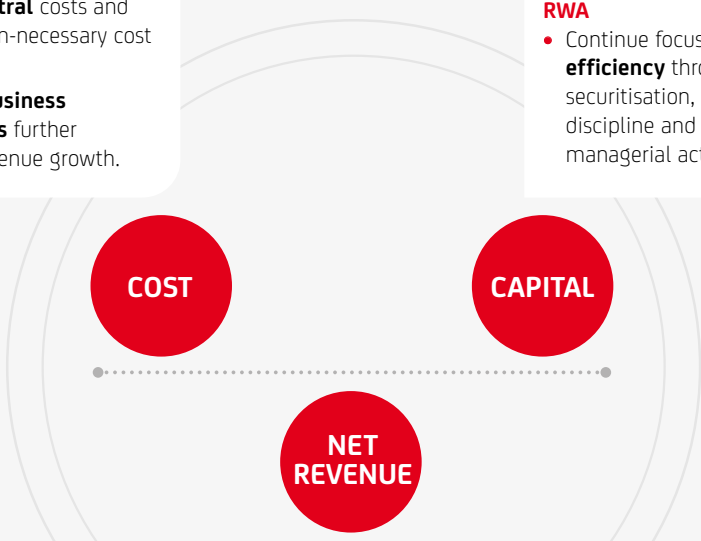 tral costs and
n-necessary cost
usiness
s further
enue growth.
RWA
• Continue focus
efficiency thro
securitisation,
discipline and
managerial act
COST
CAPITAL
NET
REVENUE